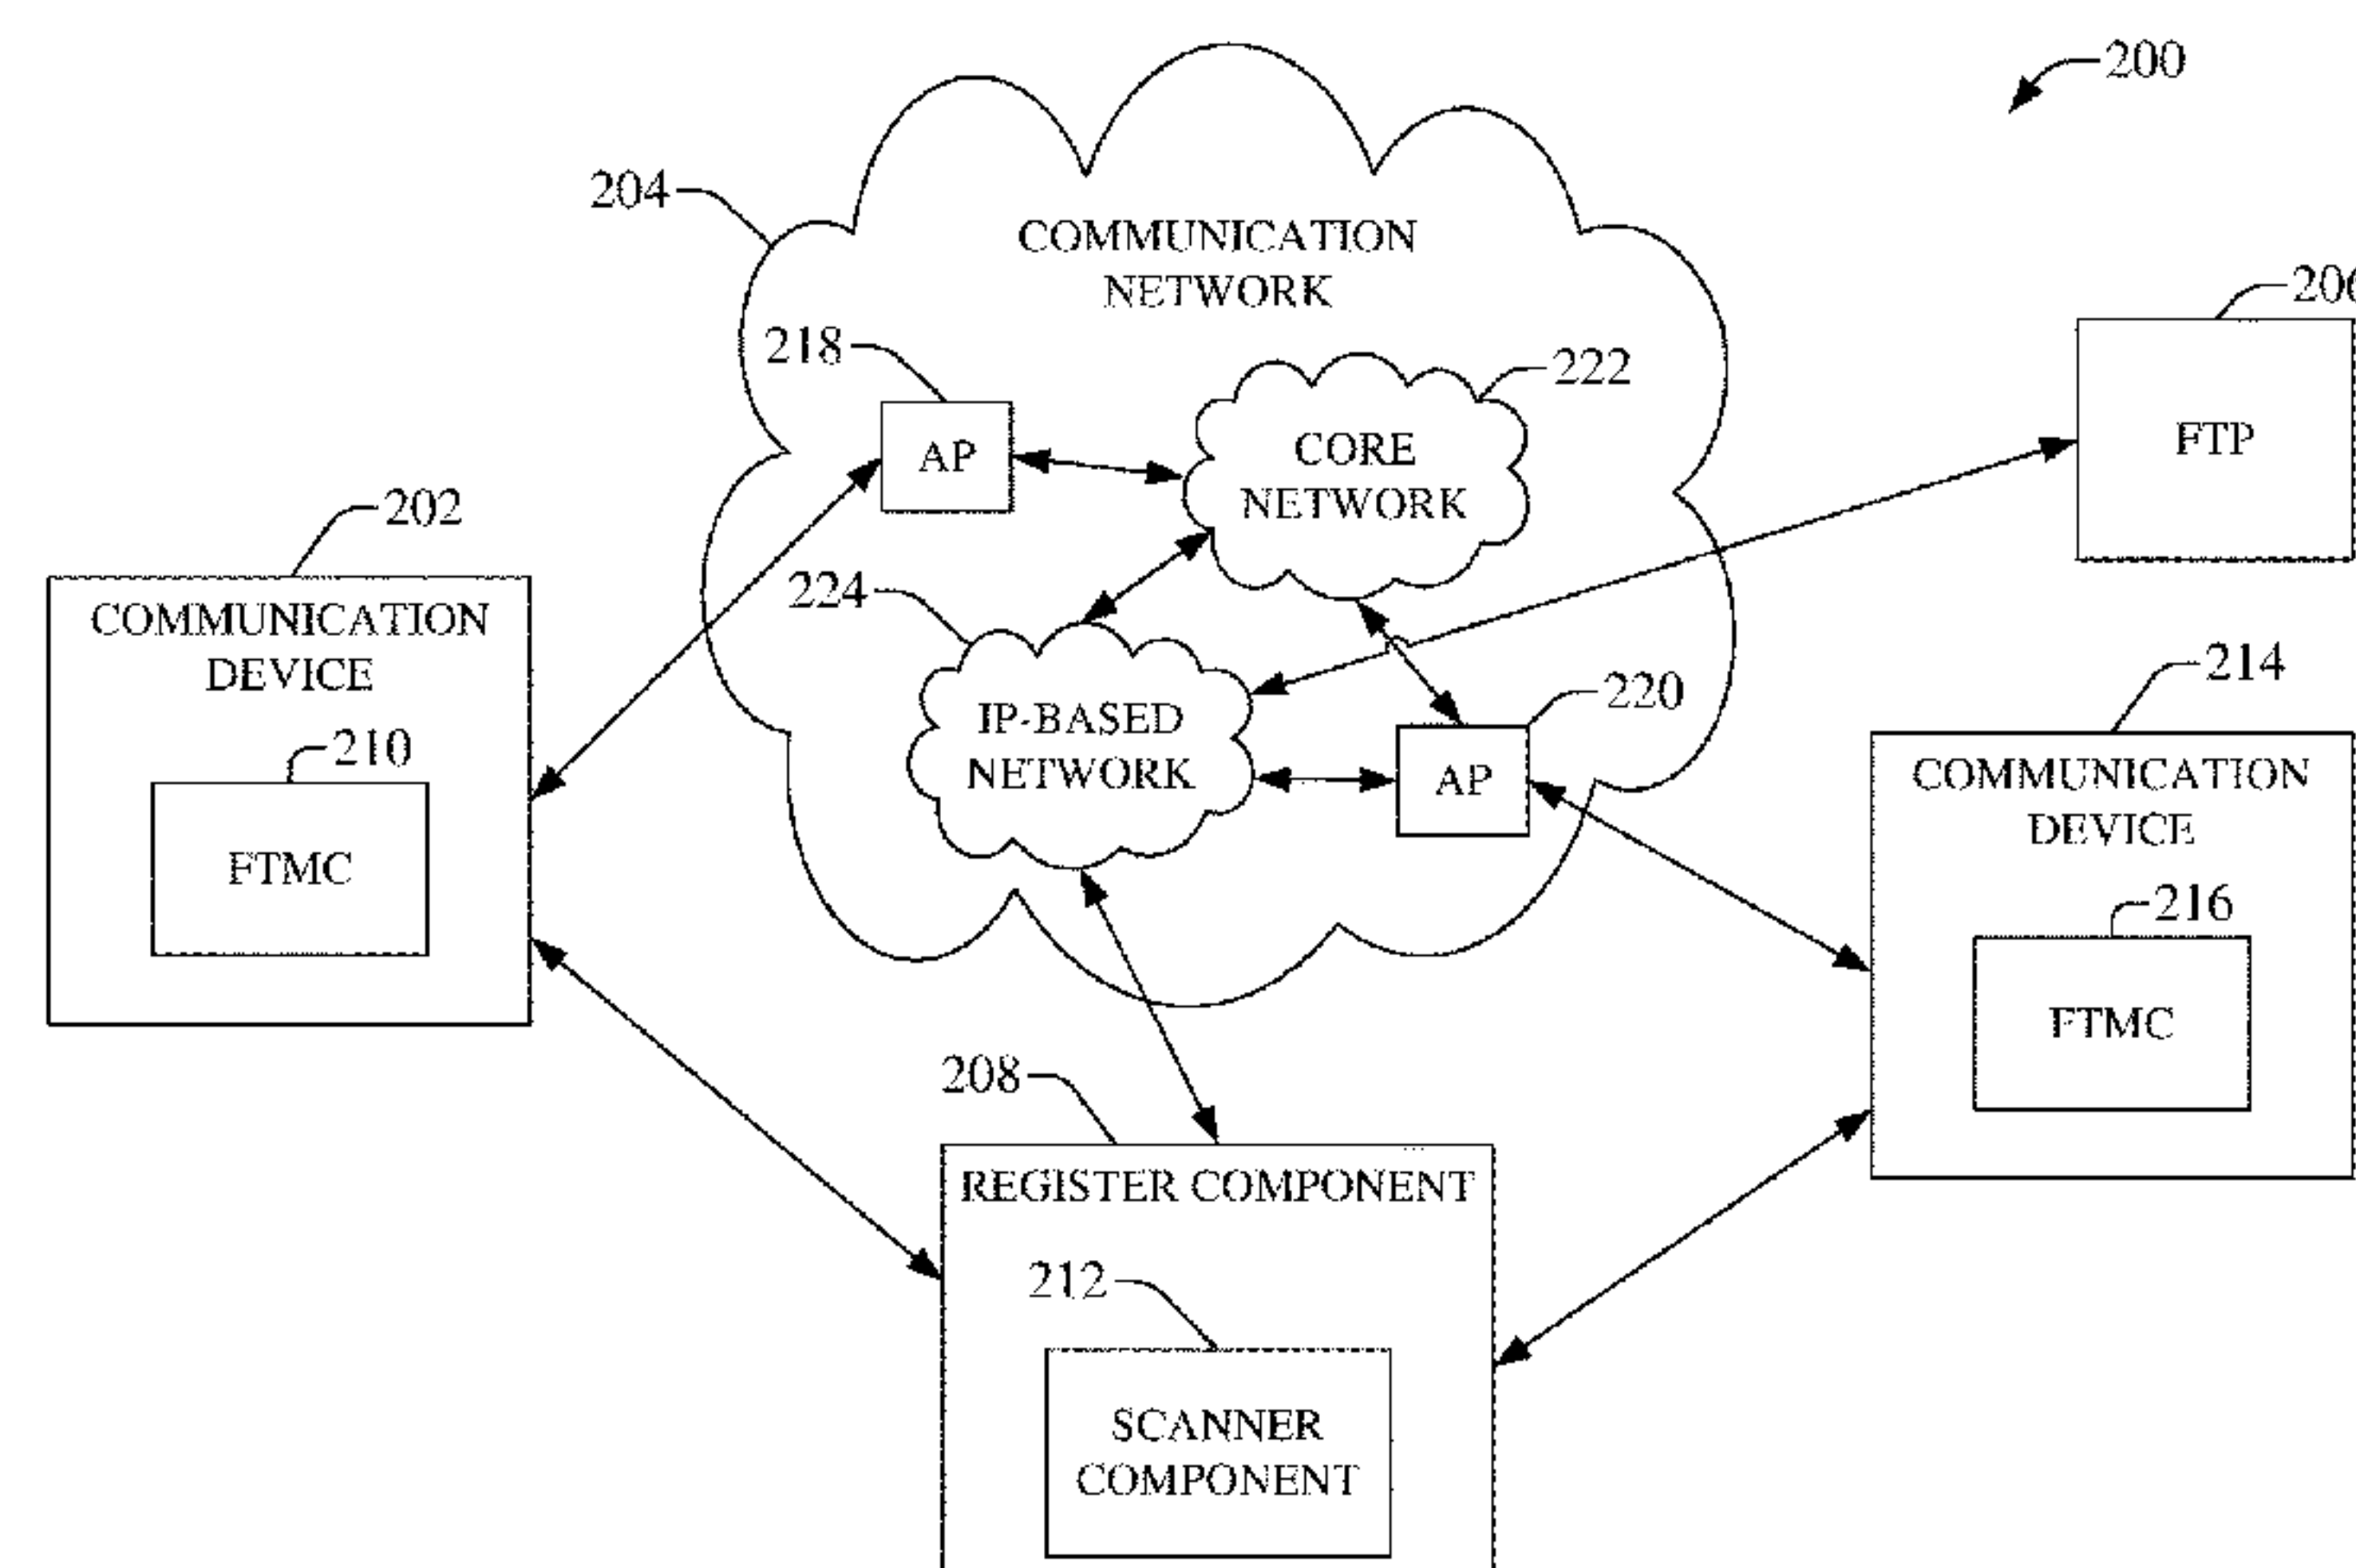 200
204
COMMUNICATION
NETWORK
218
222
AP
CORE
NETWORK
FTP
202
COMMUNICATION
DEVICE
210
FTMC
224
IP-BASED
NETWORK
220
AP
214
COMMUNICATION
DEVICE
216
FTMC
208
REGISTER COMPONENT
212
SCANNER
COMPONENT